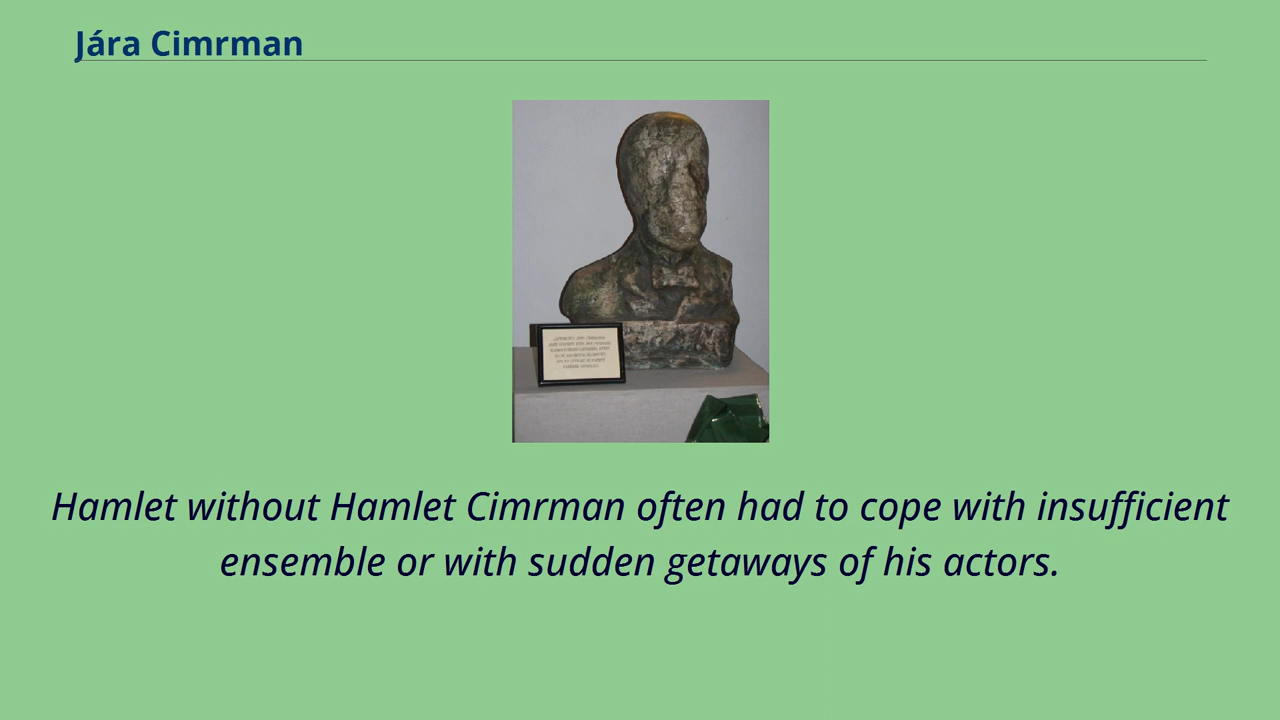 Jára Cimrman
Hamlet without Hamlet Cimrman often had to cope with insufficient
ensemble or with sudden getaways of his actors.